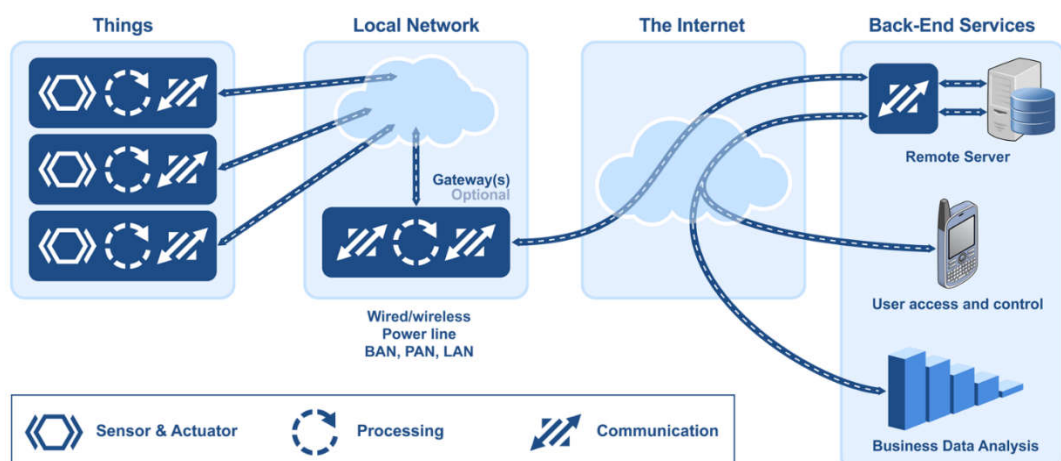 Things
Local Network
The Internet
Back-End Services
Gateway(s)
Optional
Remote Server
User access and control
Wired/wireless
Power line
BAN, PAN, LAN
Business Data Analysis
Sensor & Actuator
Processing
Communication